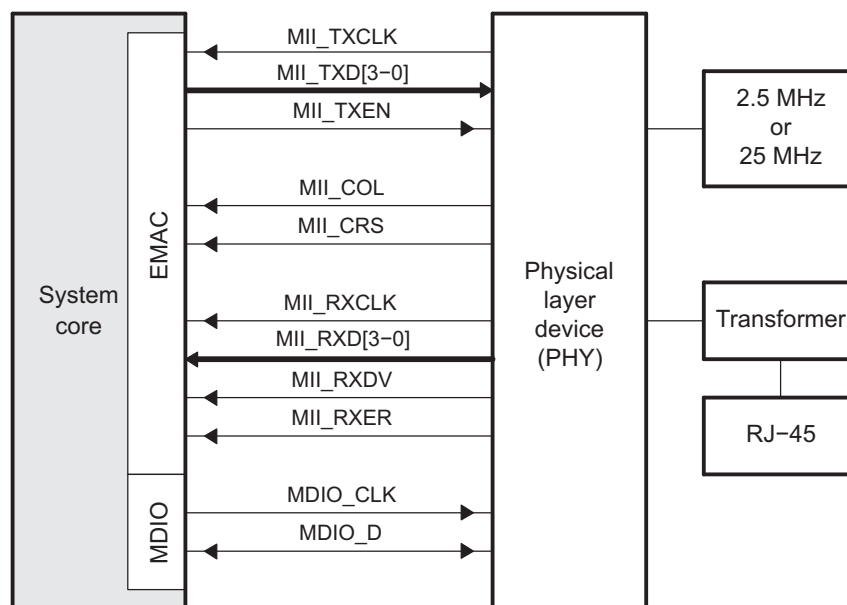 System
core
EMAC
MDIO
MII_TXCLK
MII_TXD[3−0]
MII_TXEN
MII_COL
MII_CRS
MII_RXCLK
MII_RXD[3−0]
MII_RXDV
MII_RXER
MDIO_CLK
MDIO_D
Physical
layer
device
(PHY)
2.5 MHz
or
25 MHz
Transformer
RJ−45